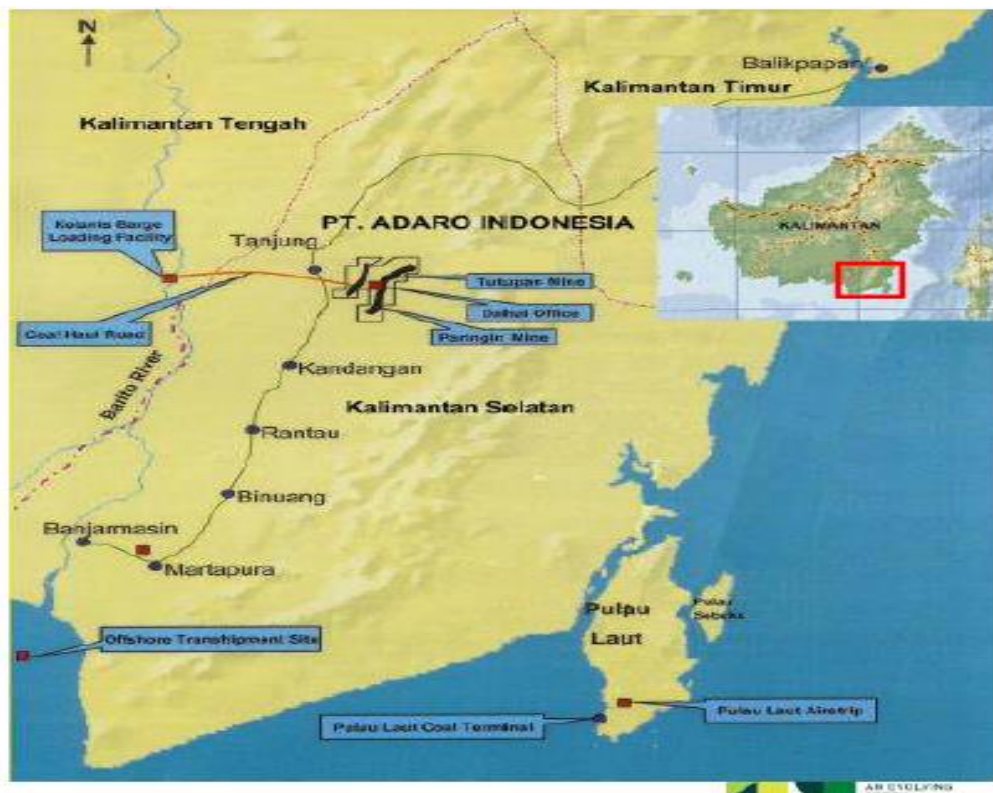 N
Balikpapan
Kalimantan Timur
Kalimantan Tengah
KALIMANTAN
PT. ADARO INDONESIA
Kelanis Barge
Loading Facility
Tanjung
Tutupan Mine
Dahai Office
Coal Haul Road
Paringin Mine
Barito River
Kandangan
Kalimantan Selatan
Rantau
Binuang
Banjarmasin
Martapura
Pulau
Laut
Pulau
Sebuku
Offshore Transhipment Site
Pulau Laut Coal Terminal
Pulau Laut Airstrip
AN EVOLVING